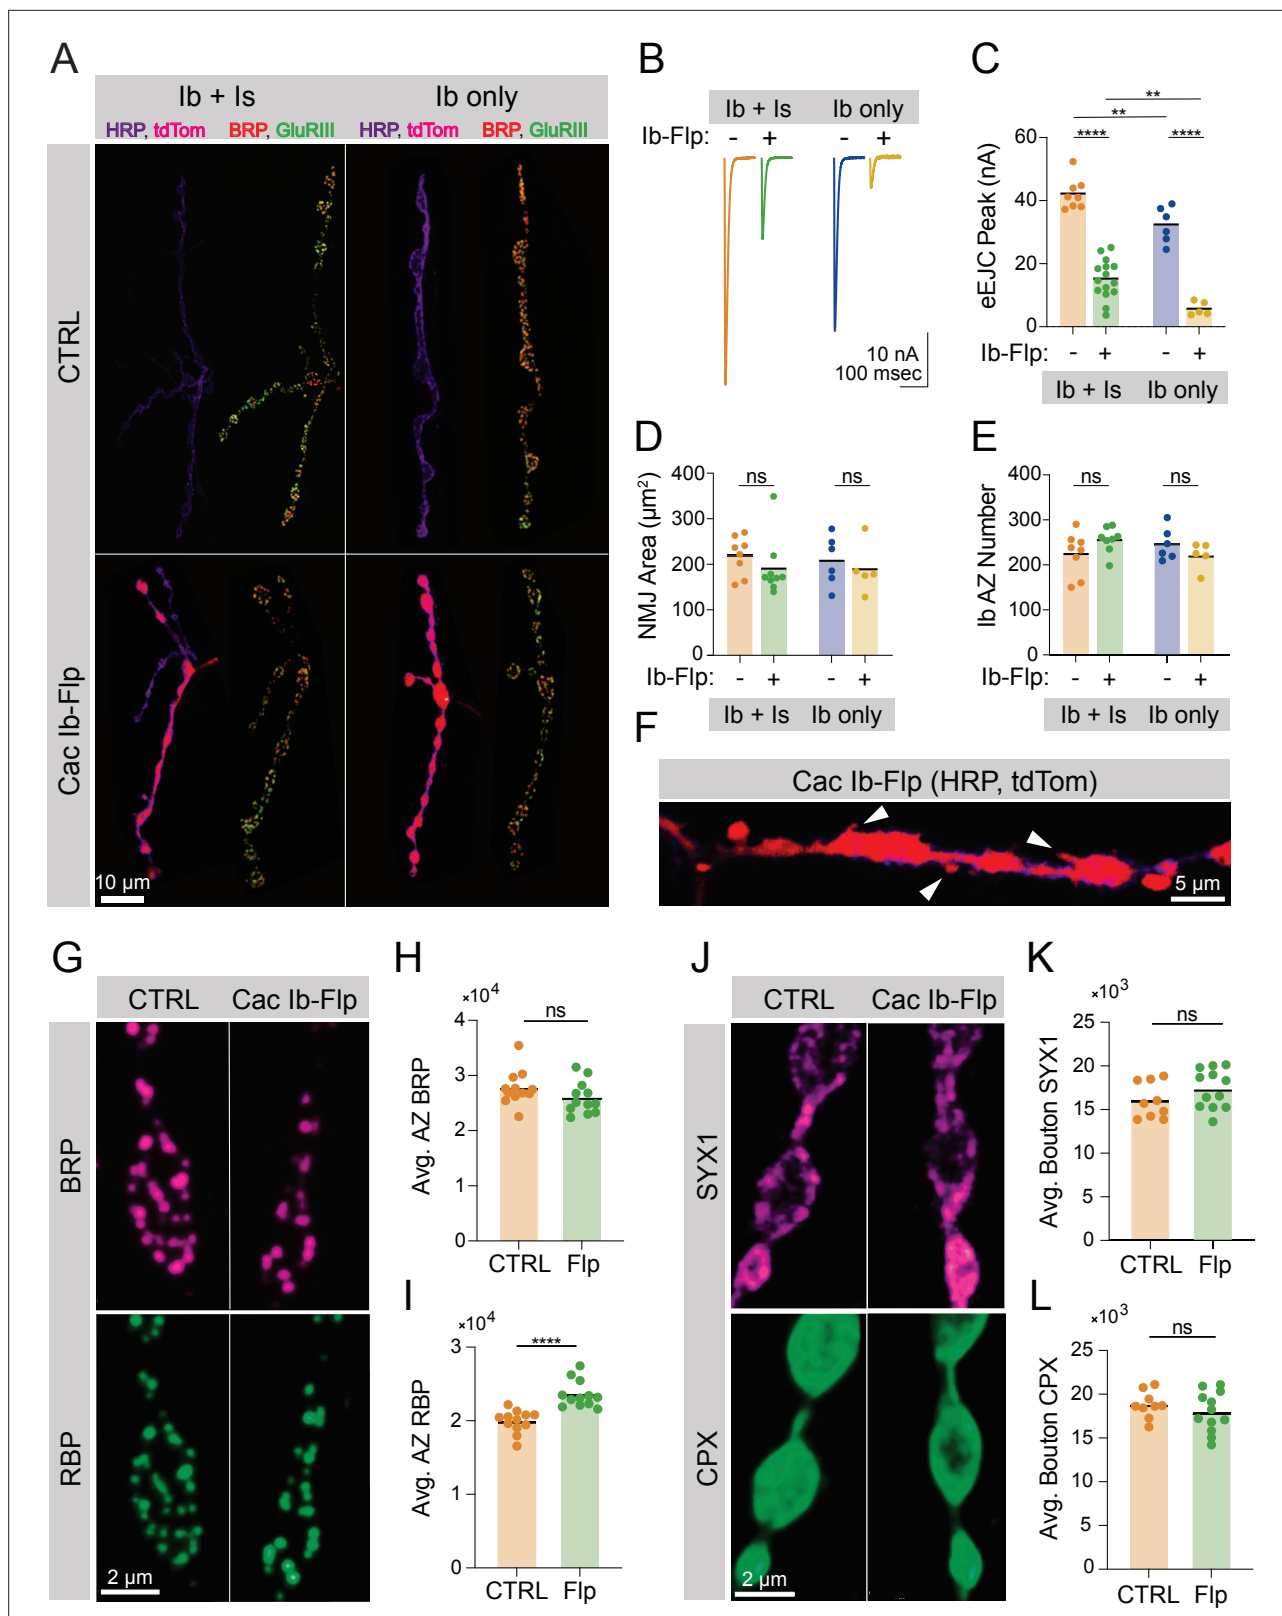 A
Ib + Is
Ib only
HRP, tdTom
BRP, GluRIII
HRP, tdTom
BRP, GluRIII
CTRL
Cac Ib-Flp
10 µm
B
Ib + Is
Ib only
Ib-Flp:
- + - +
10 nA
100 msec
C
**
**
****
****
eEJC Peak (nA)
60
40
20
0
Ib-Flp:
- + - +
Ib + Is
Ib only
D
NMJ Area (µm²)
400
300
200
100
0
ns
ns
Ib-Flp:
- + - +
Ib + Is
Ib only
E
Ib AZ Number
400
300
200
100
0
ns
ns
Ib-Flp:
- + - +
Ib + Is
Ib only
F
Cac Ib-Flp (HRP, tdTom)
5 µm
G
CTRL
Cac Ib-Flp
BRP
RBP
2 µm
H
×10⁴
Avg. AZ BRP
4
3
2
1
0
ns
CTRL
Flp
I
×10⁴
Avg. AZ RBP
3
2
1
0
****
CTRL
Flp
J
CTRL
Cac Ib-Flp
SYX1
CPX
2 µm
K
×10³
Avg. Bouton SYX1
25
20
15
10
5
0
ns
CTRL
Flp
L
×10³
Avg. Bouton CPX
25
20
15
10
5
0
ns
CTRL
Flp